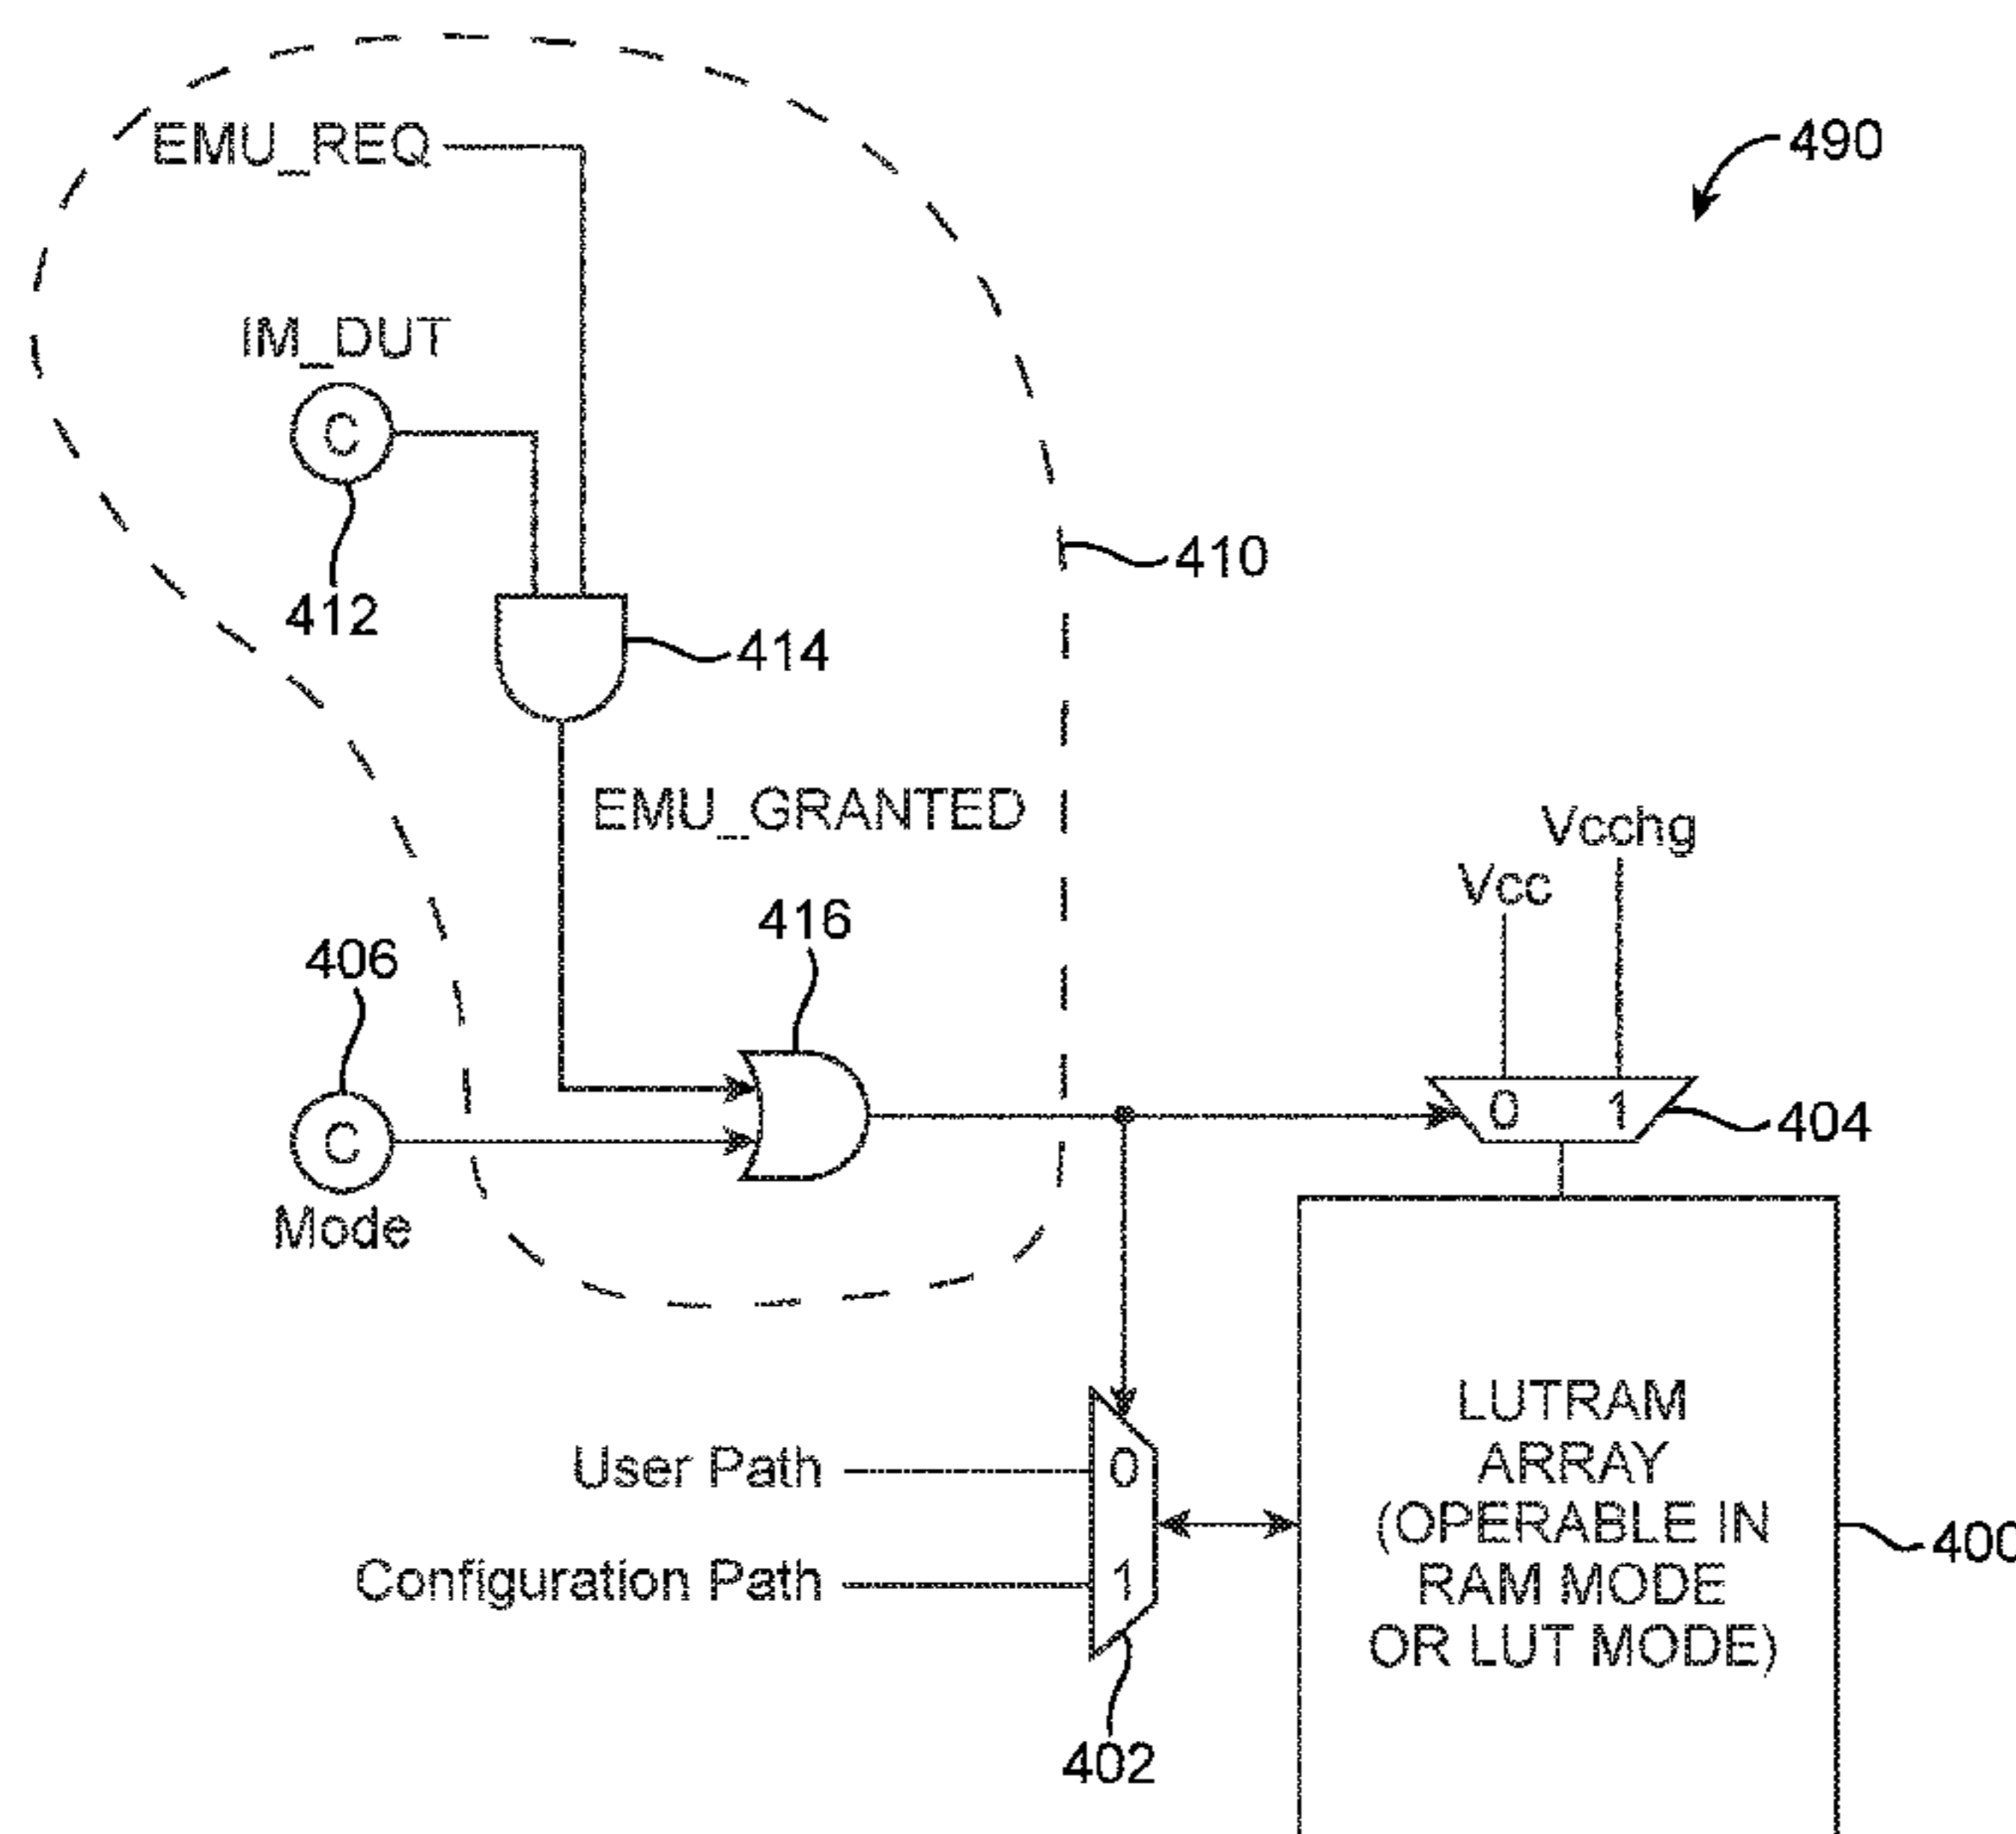 EMU_REQ
490
IM_DUT
C
412
410
414
EMU_GRANTED
Vcchg
Vcc
416
406
0 1
404
C
Mode
User Path
0
Configuration Path
1
402
LUTRAM
ARRAY
(OPERABLE IN
RAM MODE
OR LUT MODE)
400